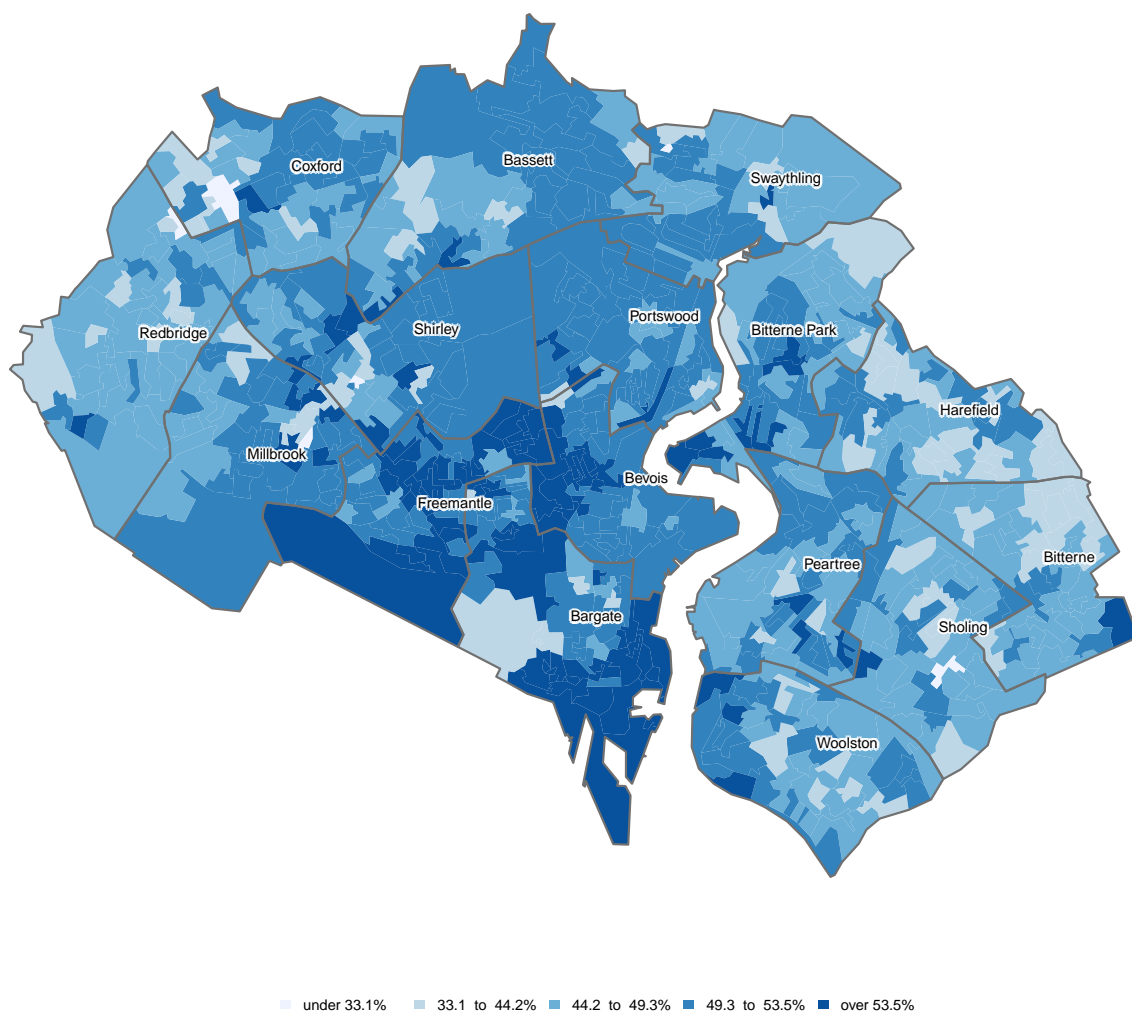 Coxford
Bassett
Swaythling
Redbridge
Shirley
Portswood
Bitterne Park
Harefield
Millbrook
Bevois
Freemantle
Bitterne
Peartree
Bargate
Sholing
Woolston
under 33.1% 33.1 to 44.2% 44.2 to 49.3% 49.3 to 53.5% over 53.5%